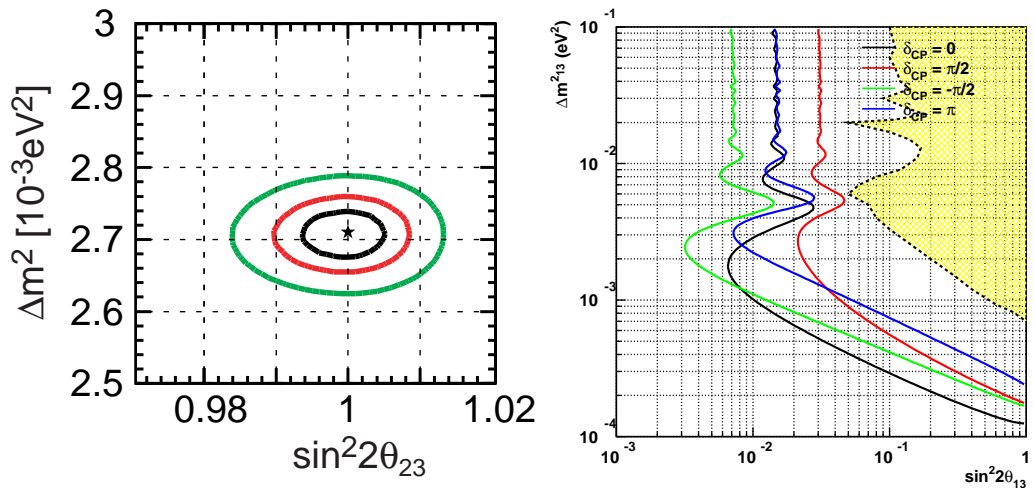 3
2.9
2.8
2.7
2.6
2.5
Δm² [10⁻³eV²]
0.98 1 1.02
sin²2θ₂₃
Δm²₁₃ (eV²)
10⁻¹
10⁻²
10⁻³
10⁻⁴
δCP = 0
δCP = π/2
δCP = -π/2
δCP = π
10⁻³ 10⁻² 10⁻¹ 1
sin²2θ₁₃